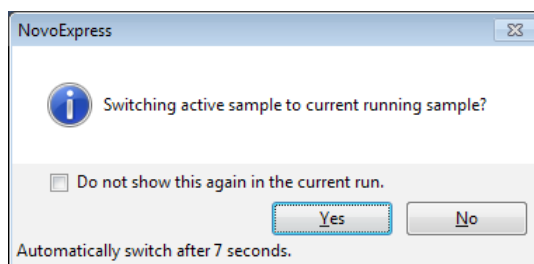 NovoExpress
Switching active sample to current running sample?
Do not show this again in the current run.
Yes No
Automatically switch after 7 seconds.